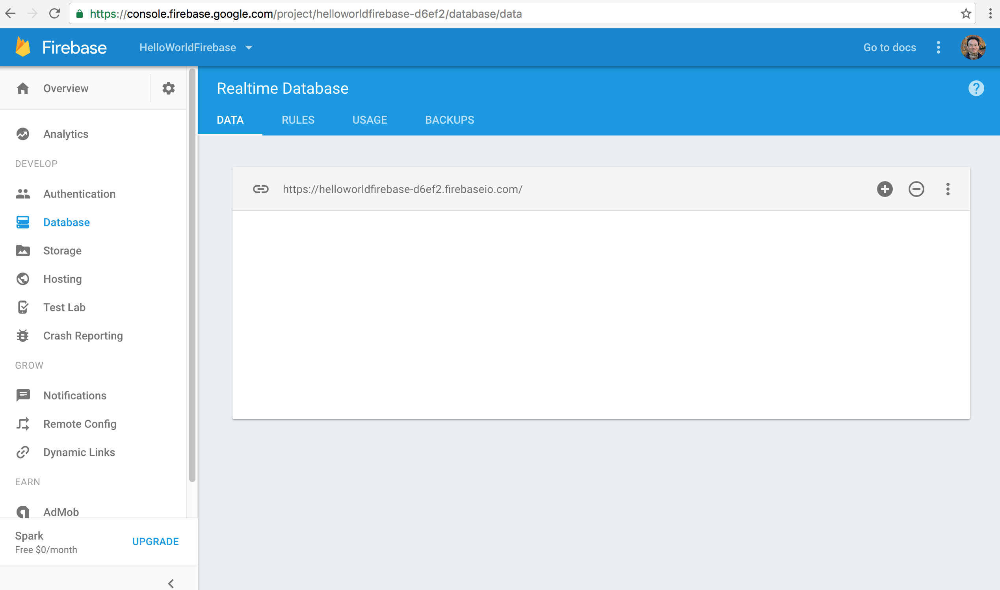 https://console.firebase.google.com/project/helloworldfirebase-d6ef2/database/data
Firebase
HelloWorldFirebase
Go to docs
Overview
Analytics
DEVELOP
Authentication
Database
Storage
Hosting
Test Lab
Crash Reporting
GROW
Notifications
Remote Config
Dynamic Links
EARN
AdMob
Spark
Free $0/month
UPGRADE
Realtime Database
?
DATA RULES USAGE BACKUPS
https://helloworldfirebase-d6ef2.firebaseio.com/